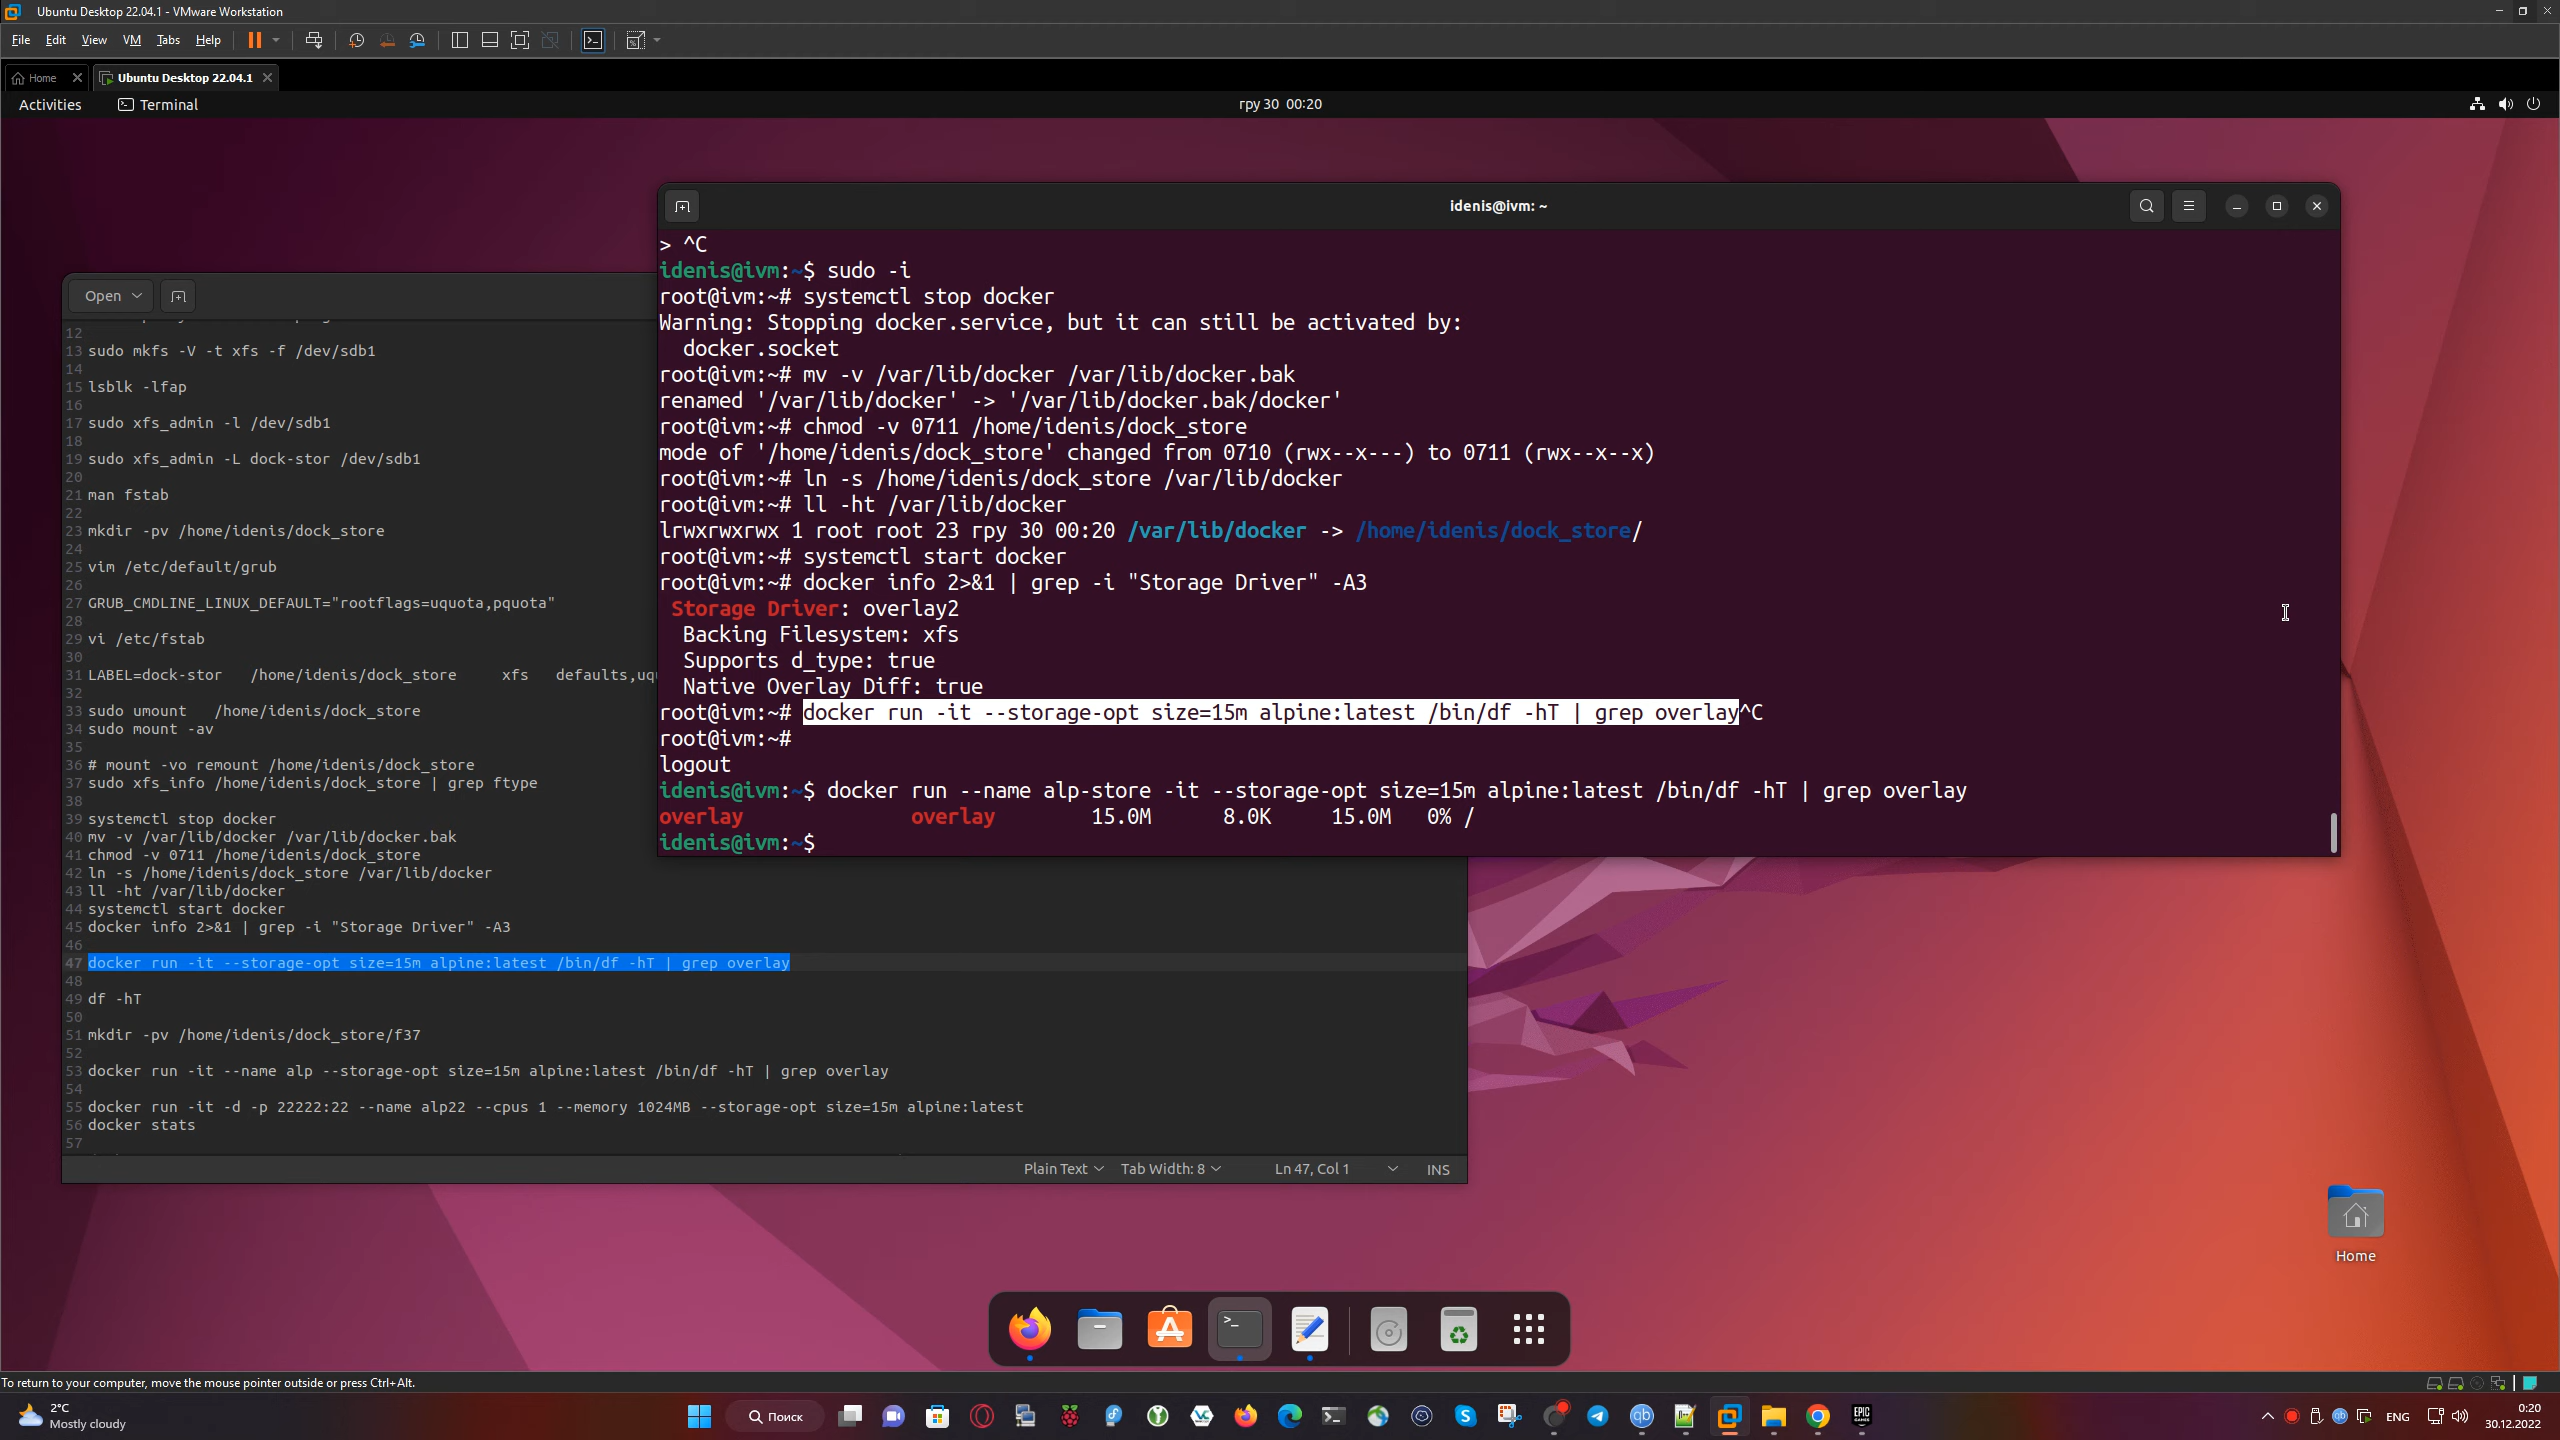 Ubuntu Desktop 22.04.1 - VMware Workstation
File Edit View VM Tabs Help
Home Ubuntu Desktop 22.04.1
Activities Terminal гру 30 00:20
idenis@ivm: ~
> ^C
idenis@ivm:~$ sudo -i
root@ivm:~# systemctl stop docker
Warning: Stopping docker.service, but it can still be activated by:
docker.socket
root@ivm:~# mv -v /var/lib/docker /var/lib/docker.bak
renamed '/var/lib/docker' -> '/var/lib/docker.bak/docker'
root@ivm:~# chmod -v 0711 /home/idenis/dock_store
mode of '/home/idenis/dock_store' changed from 0710 (rwx--x---) to 0711 (rwx--x--x)
root@ivm:~# ln -s /home/idenis/dock_store /var/lib/docker
root@ivm:~# ll -ht /var/lib/docker
lrwxrwxrwx 1 root root 23 гру 30 00:20 /var/lib/docker -> /home/idenis/dock_store/
root@ivm:~# systemctl start docker
root@ivm:~# docker info 2>&1 | grep -i "Storage Driver" -A3
Storage Driver: overlay2
Backing Filesystem: xfs
Supports d_type: true
Native Overlay Diff: true
root@ivm:~# docker run -it --storage-opt size=15m alpine:latest /bin/df -hT | grep overlay^C
root@ivm:~#
logout
idenis@ivm:~$ docker run --name alp-store -it --storage-opt size=15m alpine:latest /bin/df -hT | grep overlay
overlay overlay 15.0M 8.0K 15.0M 0% /
idenis@ivm:~$
Open
12
13 sudo mkfs -V -t xfs -f /dev/sdb1
14
15 lsblk -lfap
16
17 sudo xfs_admin -l /dev/sdb1
18
19 sudo xfs_admin -L dock-stor /dev/sdb1
20
21 man fstab
22
23 mkdir -pv /home/idenis/dock_store
24
25 vim /etc/default/grub
26
27 GRUB_CMDLINE_LINUX_DEFAULT="rootflags=uquota,pquota"
28
29 vi /etc/fstab
30
31 LABEL=dock-stor /home/idenis/dock_store xfs defaults,uqu
32
33 sudo umount /home/idenis/dock_store
34 sudo mount -av
35
36 # mount -vo remount /home/idenis/dock_store
37 sudo xfs_info /home/idenis/dock_store | grep ftype
38
39 systemctl stop docker
40 mv -v /var/lib/docker /var/lib/docker.bak
41 chmod -v 0711 /home/idenis/dock_store
42 ln -s /home/idenis/dock_store /var/lib/docker
43 ll -ht /var/lib/docker
44 systemctl start docker
45 docker info 2>&1 | grep -i "Storage Driver" -A3
46
47 docker run -it --storage-opt size=15m alpine:latest /bin/df -hT | grep overlay
48
49 df -hT
50
51 mkdir -pv /home/idenis/dock_store/f37
52
53 docker run -it --name alp --storage-opt size=15m alpine:latest /bin/df -hT | grep overlay
54
55 docker run -it -d -p 22222:22 --name alp22 --cpus 1 --memory 1024MB --storage-opt size=15m alpine:latest
56 docker stats
57
Plain Text Tab Width: 8 Ln 47, Col 1 INS
Home
To return to your computer, move the mouse pointer outside or press Ctrl+Alt.
2°C
Mostly cloudy
Поиск
ENG
0:20
30.12.2022